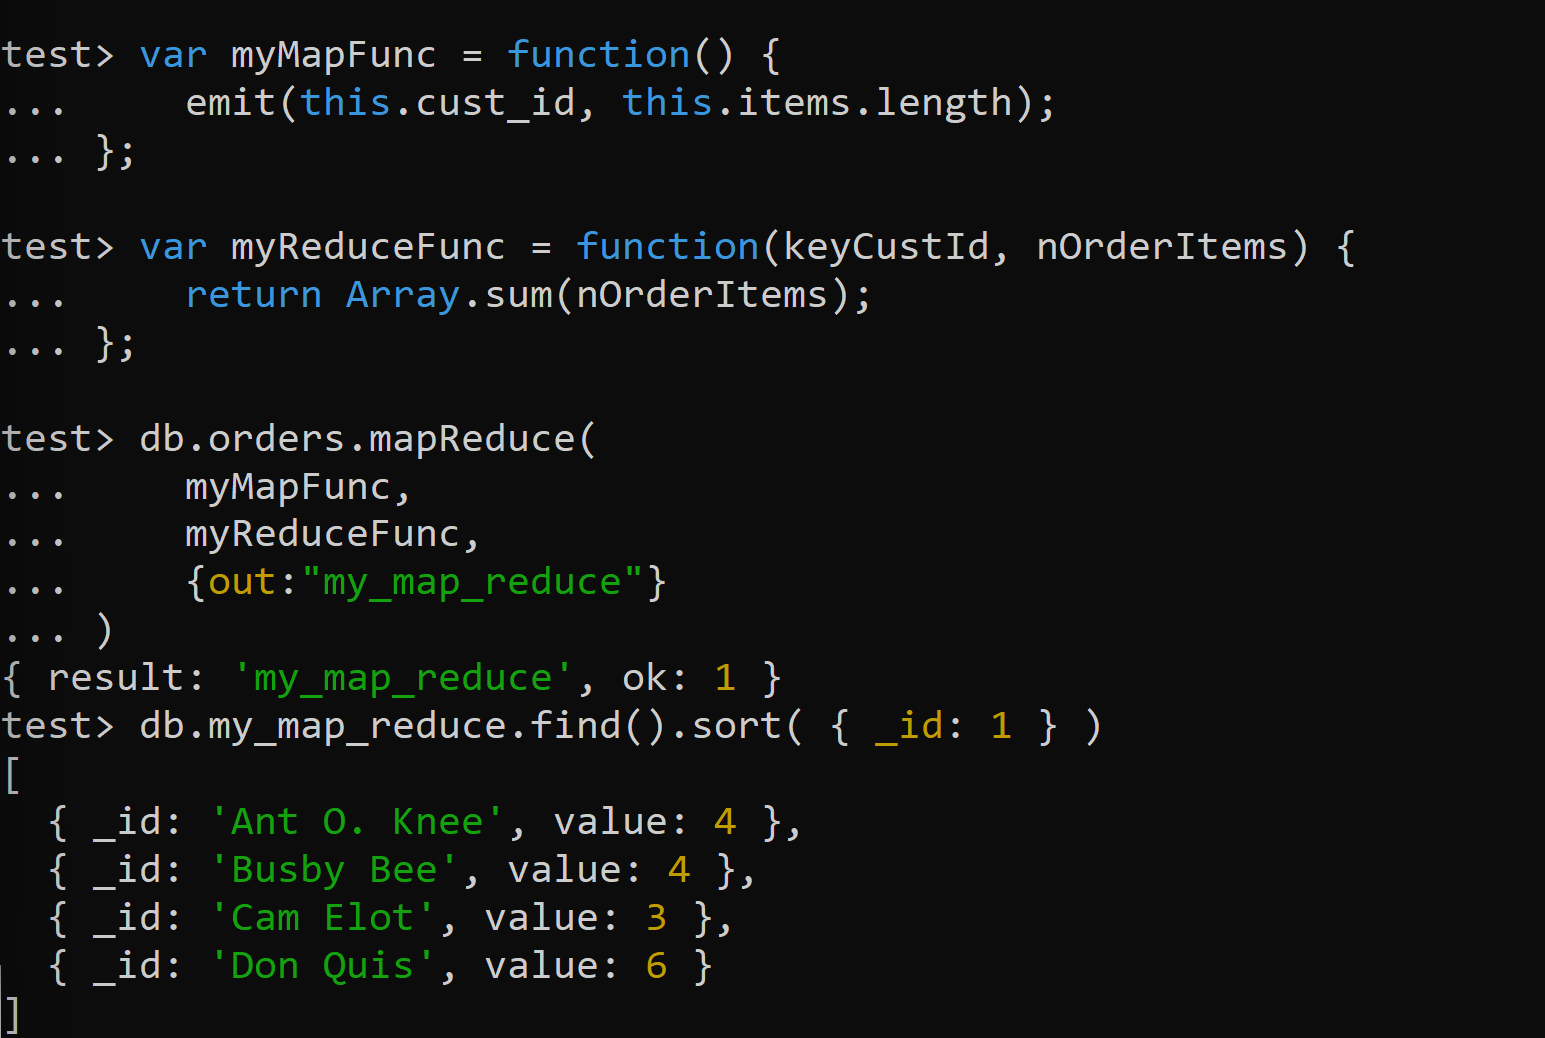 test> var myMapFunc = function() {
...     emit(this.cust_id, this.items.length);
... };
test> var myReduceFunc = function(keyCustId, nOrderItems) {
...     return Array.sum(nOrderItems);
... };
test> db.orders.mapReduce(
...     myMapFunc,
...     myReduceFunc,
...     {out:"my_map_reduce"}
... )
{ result: 'my_map_reduce', ok: 1 }
test> db.my_map_reduce.find().sort( { _id: 1 } )
[
  { _id: 'Ant O. Knee', value: 4 },
  { _id: 'Busby Bee', value: 4 },
  { _id: 'Cam Elot', value: 3 },
  { _id: 'Don Quis', value: 6 }
]